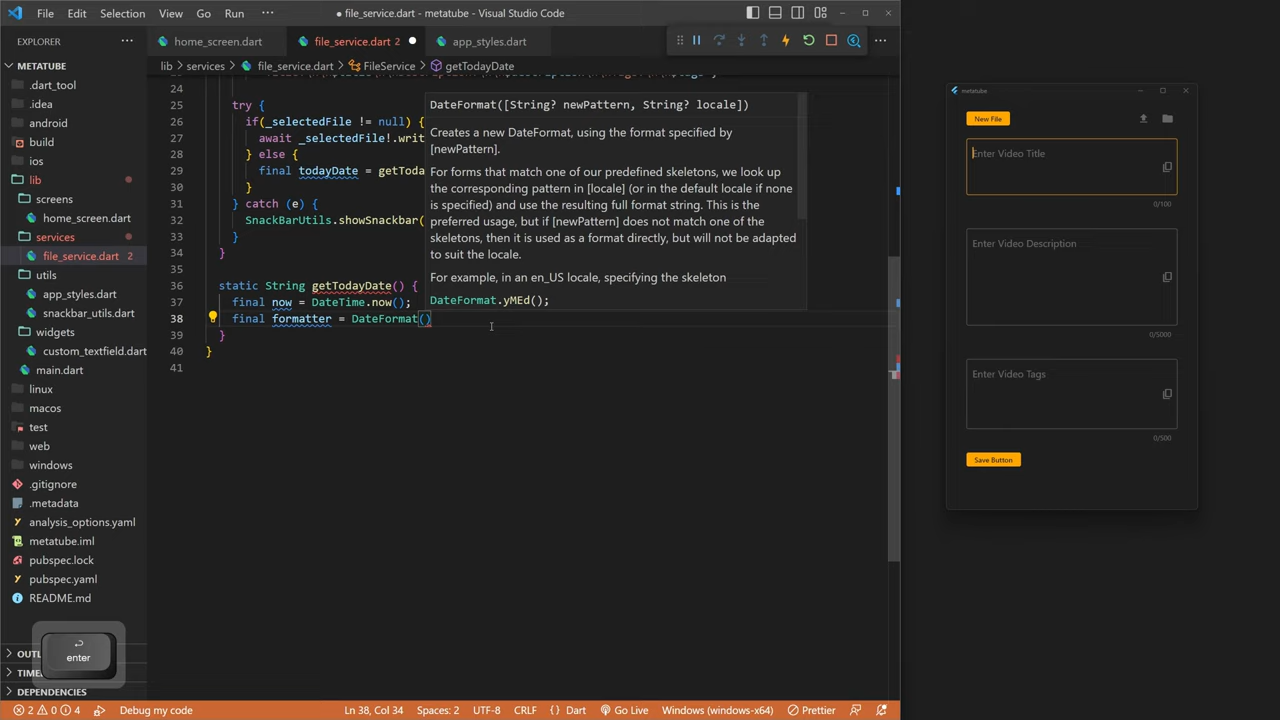 File Edit Selection View Go Run ··· ● file_service.dart - metatube - Visual Studio Code
EXPLORER ···
home_screen.dart file_service.dart 2 ● app_styles.dart ···
METATUBE
.dart_tool
.idea
android
build
ios
lib
screens
home_screen.dart
services
file_service.dart 2
utils
app_styles.dart
snackbar_utils.dart
widgets
custom_textfield.dart
main.dart
linux
macos
test
web
windows
.gitignore
.metadata
analysis_options.yaml
metatube.iml
pubspec.lock
pubspec.yaml
README.md
OUTL
TIME
DEPENDENCIES
enter
lib > services > file_service.dart > FileService > getTodayDate
24
25 try {
26 if(_selectedFile != null) {
27 await _selectedFile!.writ
28 } else {
29 final todayDate = getToda
30 }
31 } catch (e) {
32 SnackBarUtils.showSnackbar(
33 }
34 }
35
36 static String getTodayDate() {
37 final now = DateTime.now();
38 final formatter = DateFormat()
39 }
40 }
41
DateFormat([String? newPattern, String? locale])
Creates a new DateFormat, using the format specified by
[newPattern].
For forms that match one of our predefined skeletons, we look up
the corresponding pattern in [locale] (or in the default locale if none
is specified) and use the resulting full format string. This is the
preferred usage, but if [newPattern] does not match one of the
skeletons, then it is used as a format directly, but will not be adapted
to suit the locale.
For example, in an en_US locale, specifying the skeleton
DateFormat.yMEd();
2 0 4 Debug my code Ln 38, Col 34 Spaces: 2 UTF-8 CRLF {} Dart Go Live Windows (windows-x64) Prettier
metatube
New File
Enter Video Title
0/100
Enter Video Description
0/5000
Enter Video Tags
0/500
Save Button